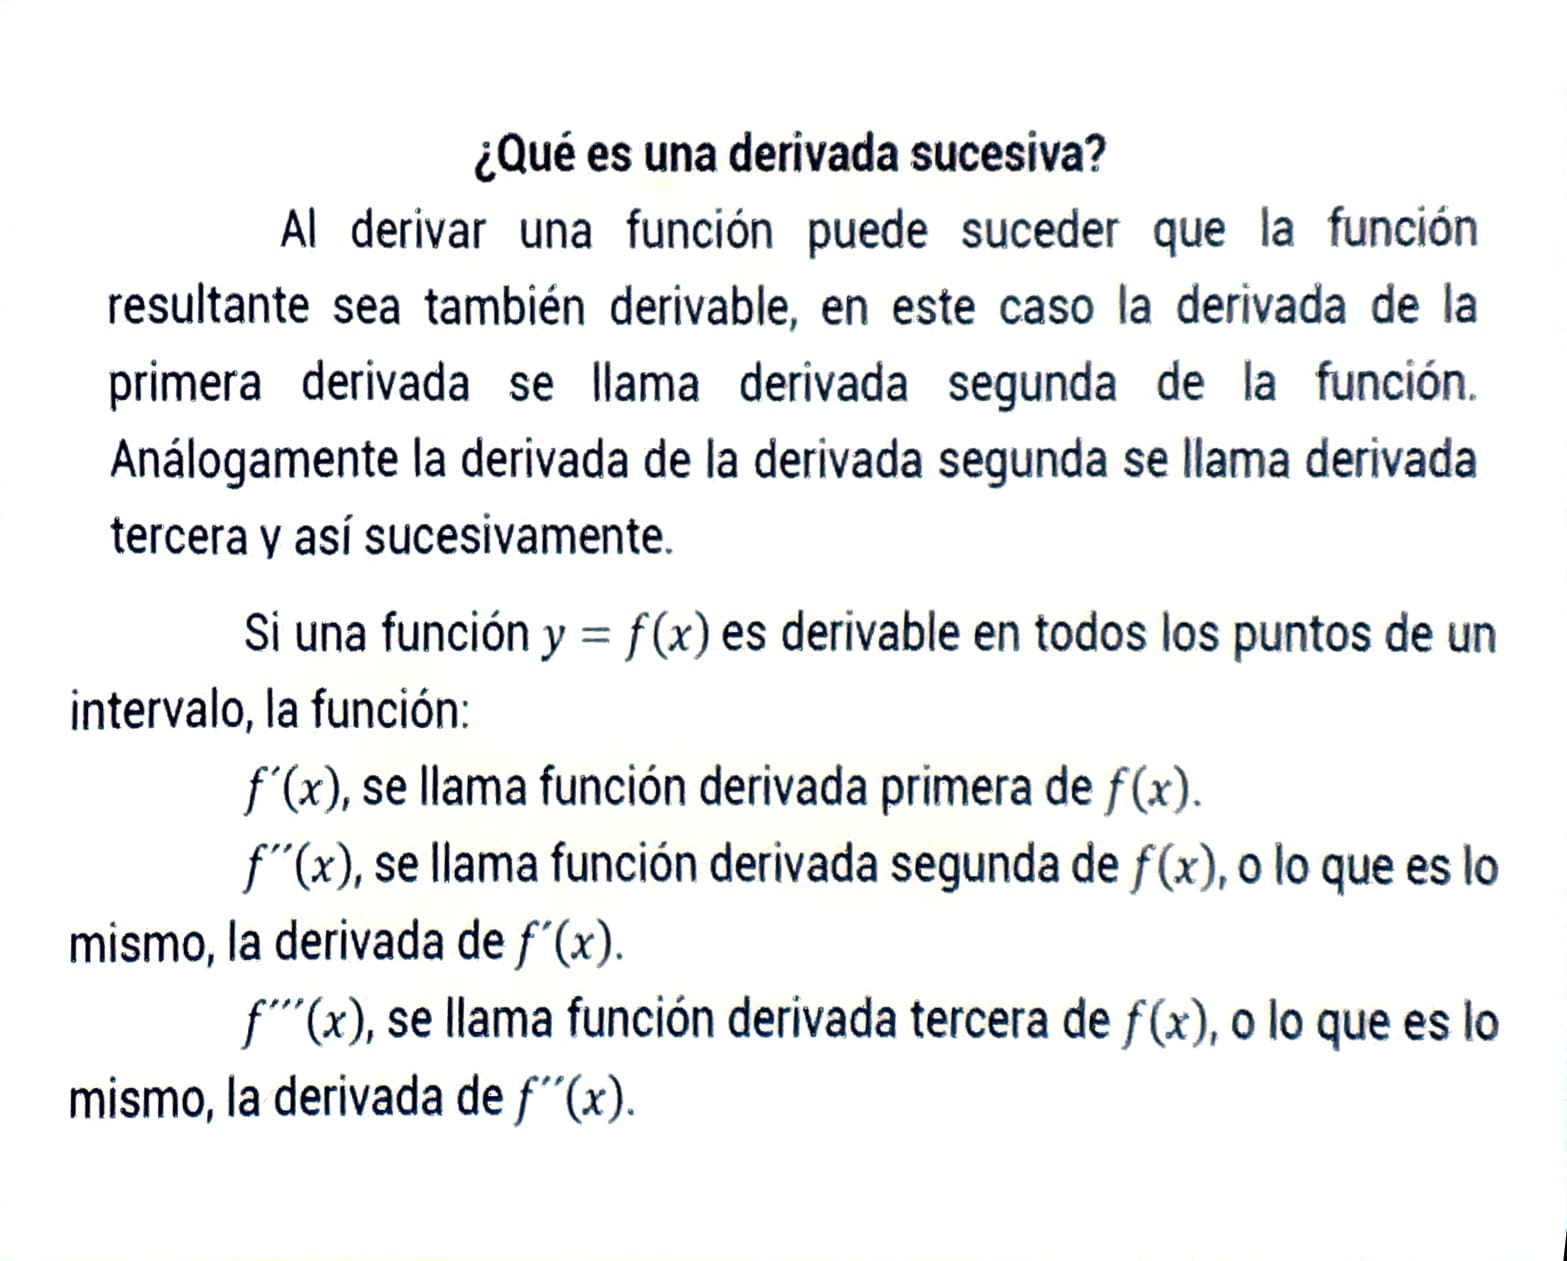 ¿Qué es una derivada sucesiva?
Al derivar una función puede suceder que la función
resultante sea también derivable, en este caso la derivada de la
primera derivada se llama derivada segunda de la función.
Análogamente la derivada de la derivada segunda se llama derivada
tercera y así sucesivamente.
Si una función y = f(x) es derivable en todos los puntos de un
intervalo, la función:
f´(x), se llama función derivada primera de f(x).
f´´(x), se llama función derivada segunda de f(x), o lo que es lo
mismo, la derivada de f´(x).
f´´´(x), se llama función derivada tercera de f(x), o lo que es lo
mismo, la derivada de f´´(x).